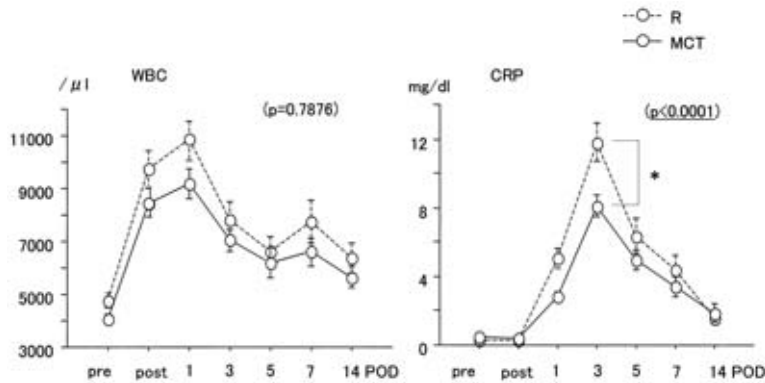 R
MCT
/μl WBC
(p=0.7876)
11000
9000
7000
5000
3000
pre post 1 3 5 7 14 POD
mg/dl CRP
(p<0.0001)
12
8
4
0
*
pre post 1 3 5 7 14 POD